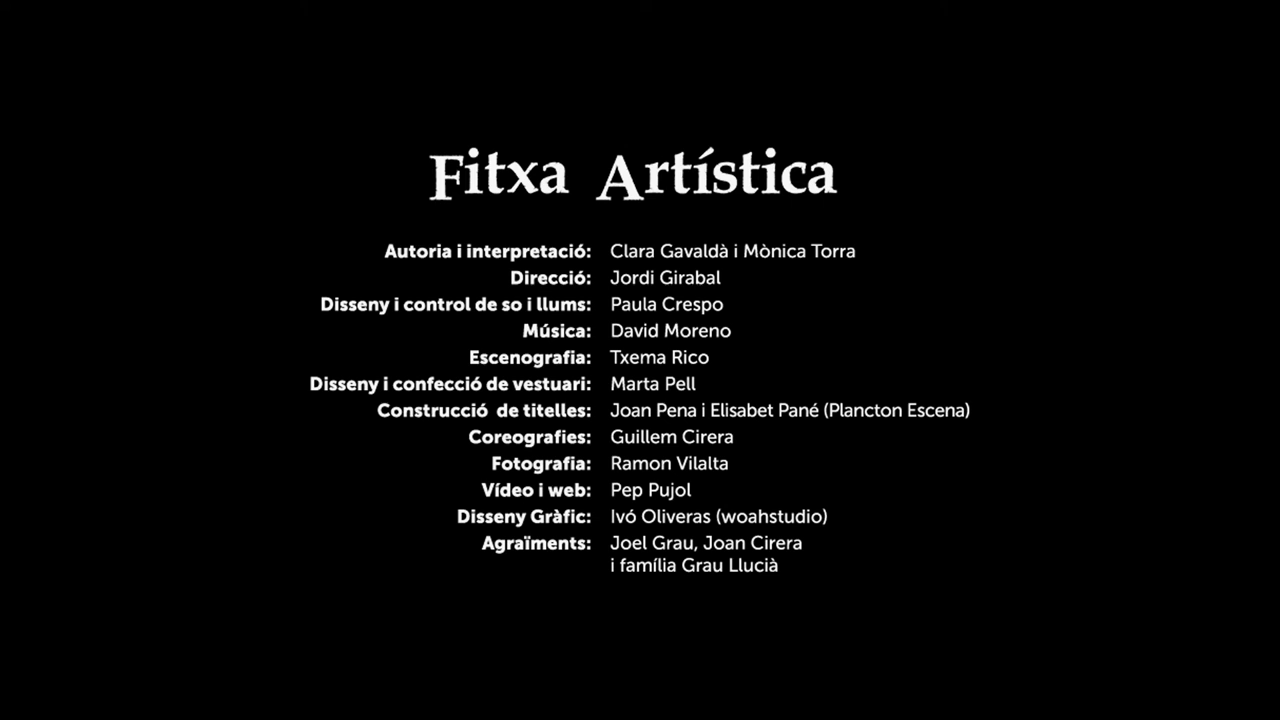 Fitxa Artística
Autoria i interpretació: Clara Gavaldà i Mònica Torra
Direcció: Jordi Girabal
Disseny i control de so i llums: Paula Crespo
Música: David Moreno
Escenografia: Txema Rico
Disseny i confecció de vestuari: Marta Pell
Construcció de titelles: Joan Pena i Elisabet Pané (Plancton Escena)
Coreografies: Guillem Cirera
Fotografia: Ramon Vilalta
Vídeo i web: Pep Pujol
Disseny Gràfic: Ivó Oliveras (woahstudio)
Agraïments: Joel Grau, Joan Cirera
i família Grau Llucià